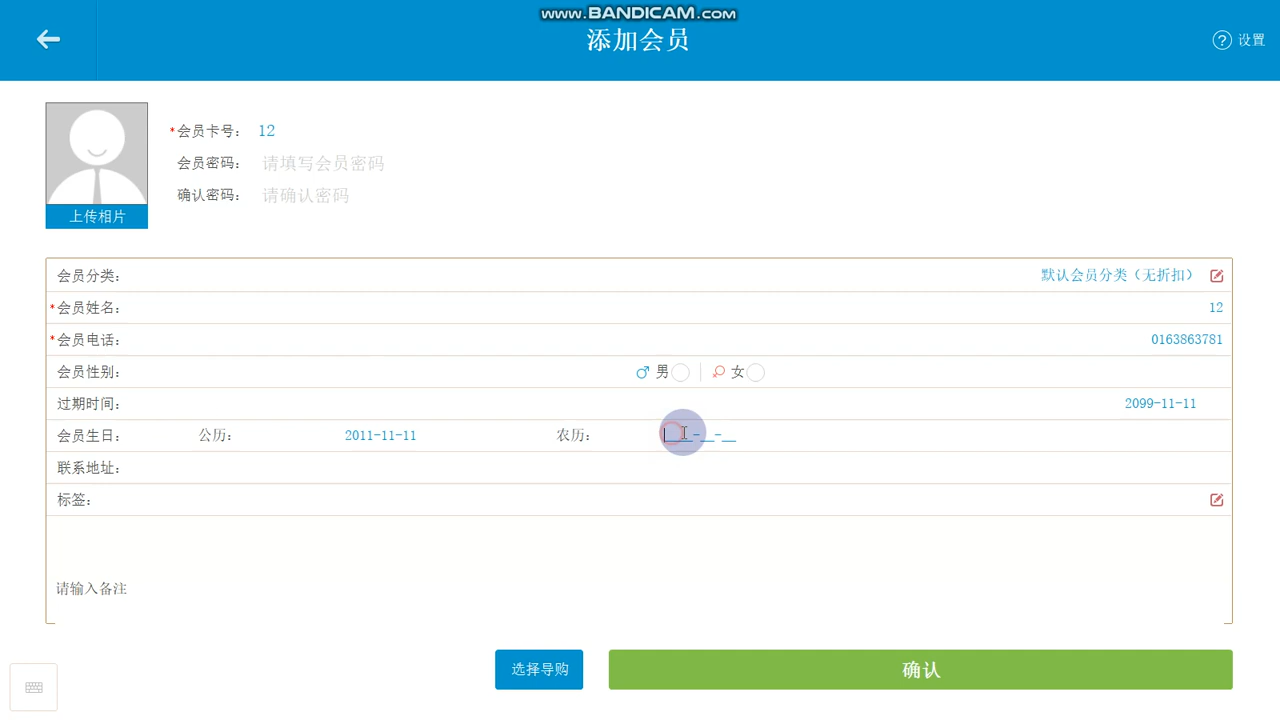 www.BANDICAM.com
添加会员
? 设置
*会员卡号: 12
会员密码: 请填写会员密码
确认密码: 请确认密码
上传相片
会员分类: 默认会员分类（无折扣）
*会员姓名: 12
*会员电话: 0163863781
会员性别: ♂ 男 女
过期时间: 2099-11-11
会员生日: 公历: 2011-11-11 农历: ____-__-__
联系地址:
标签:
请输入备注
选择导购 确认